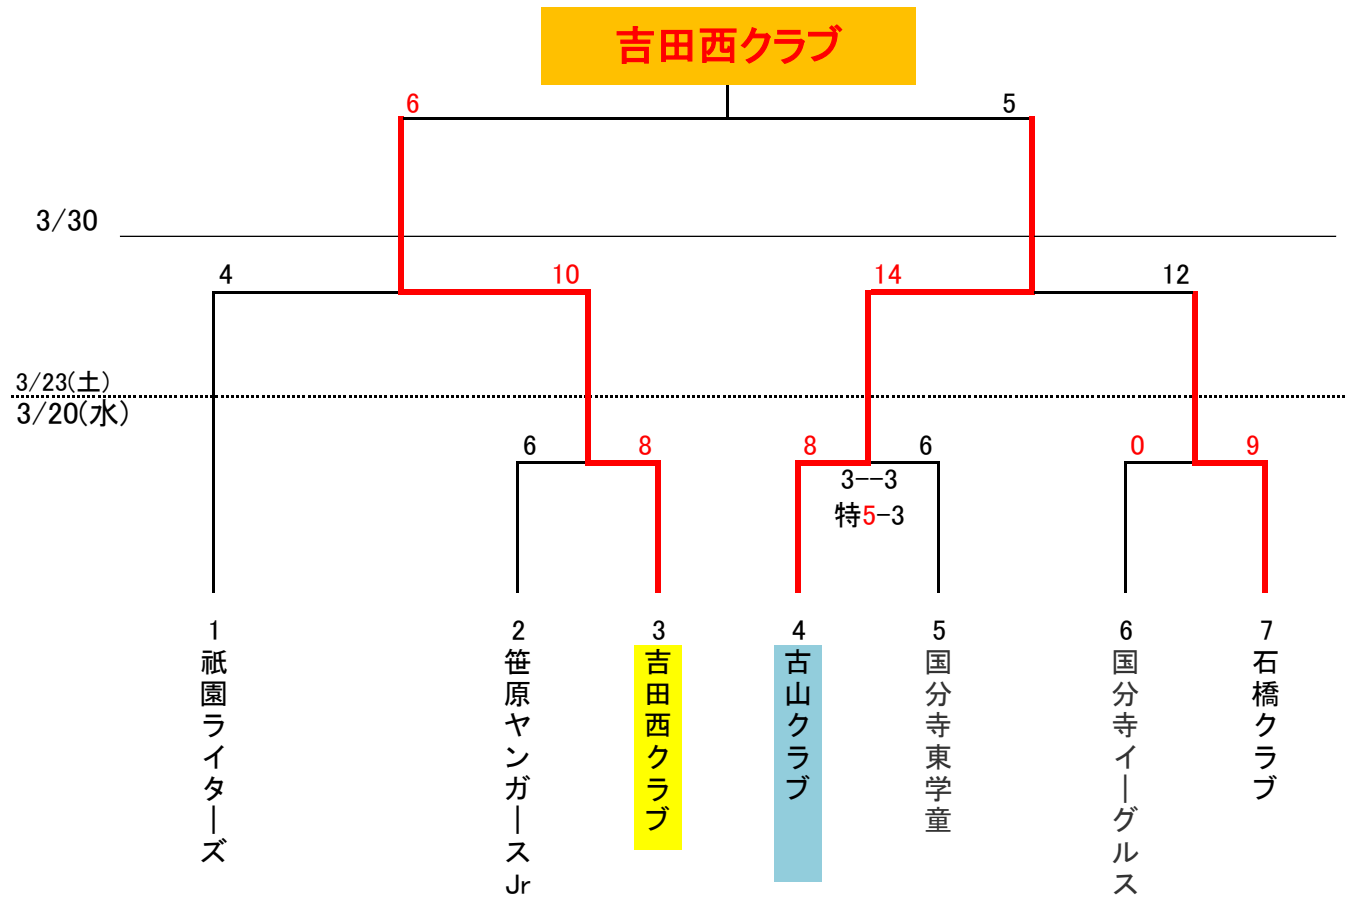 吉田西クラブ
6
5
3/30
4
10
14
12
3/23(土)
3/20(水)
6
8
8
6
0
9
3--3
特5-3
1
2
3
4
5
6
7
祇園ライターズ
笹原ヤンガースJr
吉田西クラブ
古山クラブ
国分寺東学童
国分寺イーグルス
石橋クラブ